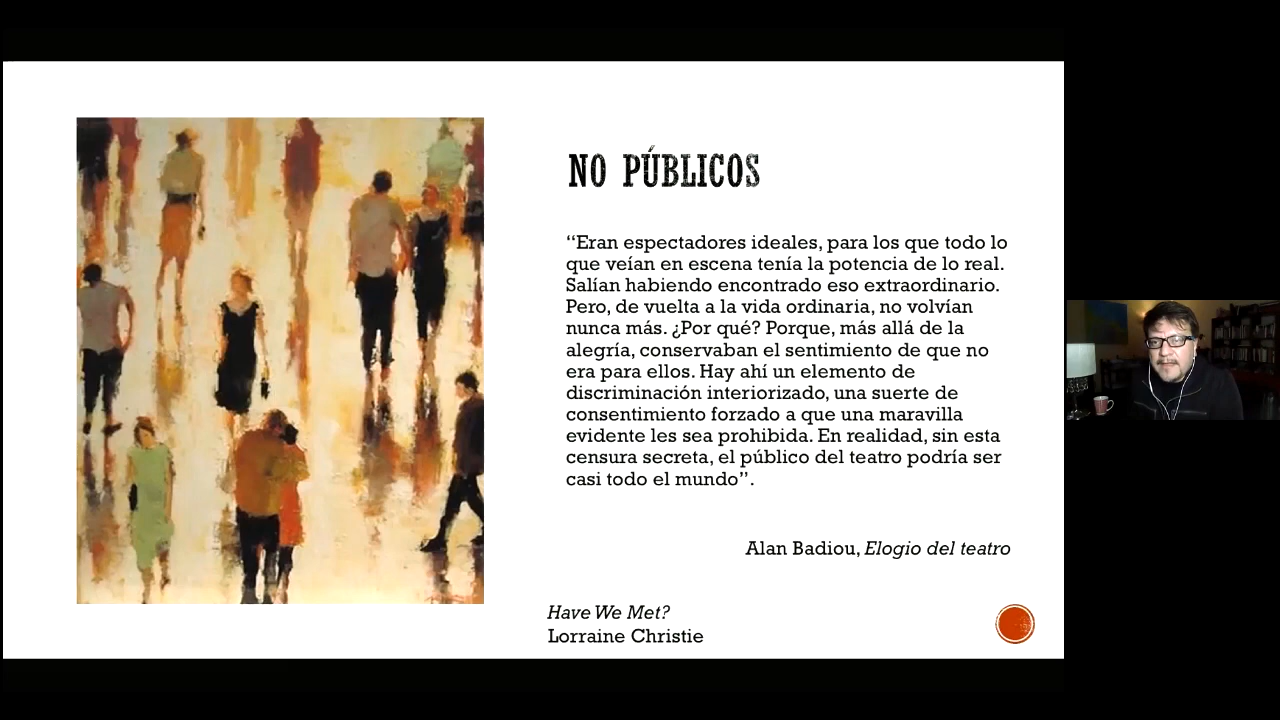 NO PÚBLICOS
“Eran espectadores ideales, para los que todo lo
que veían en escena tenía la potencia de lo real.
Salían habiendo encontrado eso extraordinario.
Pero, de vuelta a la vida ordinaria, no volvían
nunca más. ¿Por qué? Porque, más allá de la
alegría, conservaban el sentimiento de que no
era para ellos. Hay ahí un elemento de
discriminación interiorizado, una suerte de
consentimiento forzado a que una maravilla
evidente les sea prohibida. En realidad, sin esta
censura secreta, el público del teatro podría ser
casi todo el mundo”.
Alan Badiou, Elogio del teatro
Have We Met?
Lorraine Christie